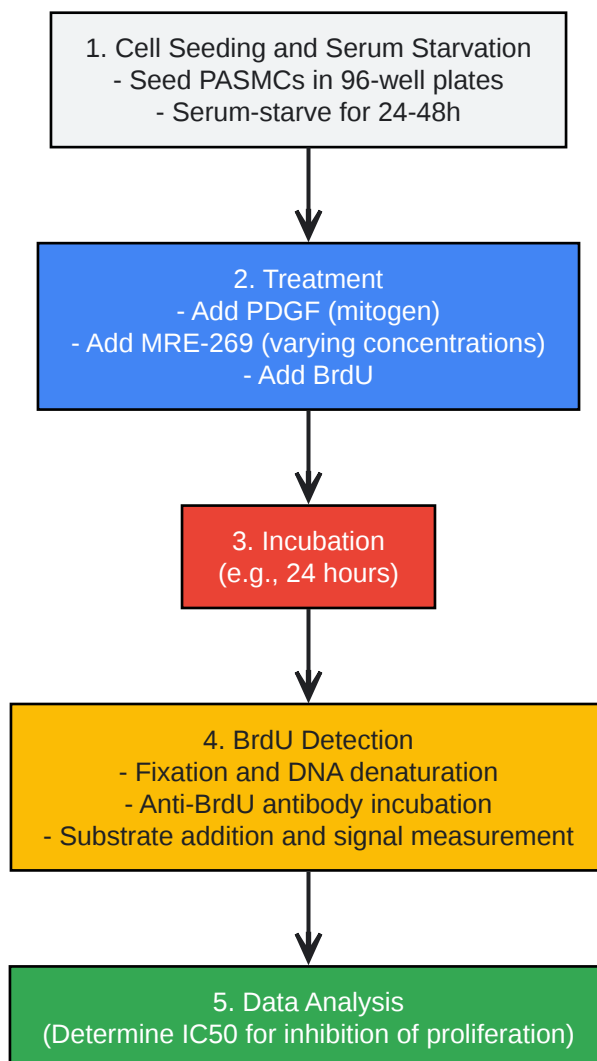 1. Cell Seeding and Serum Starvation
- Seed PASMCs in 96-well plates
- Serum-starve for 24-48h
2. Treatment
- Add PDGF (mitogen)
- Add MRE-269 (varying concentrations)
- Add BrdU
3. Incubation
(e.g., 24 hours)
4. BrdU Detection
- Fixation and DNA denaturation
- Anti-BrdU antibody incubation
- Substrate addition and signal measurement
5. Data Analysis
(Determine IC50 for inhibition of proliferation)